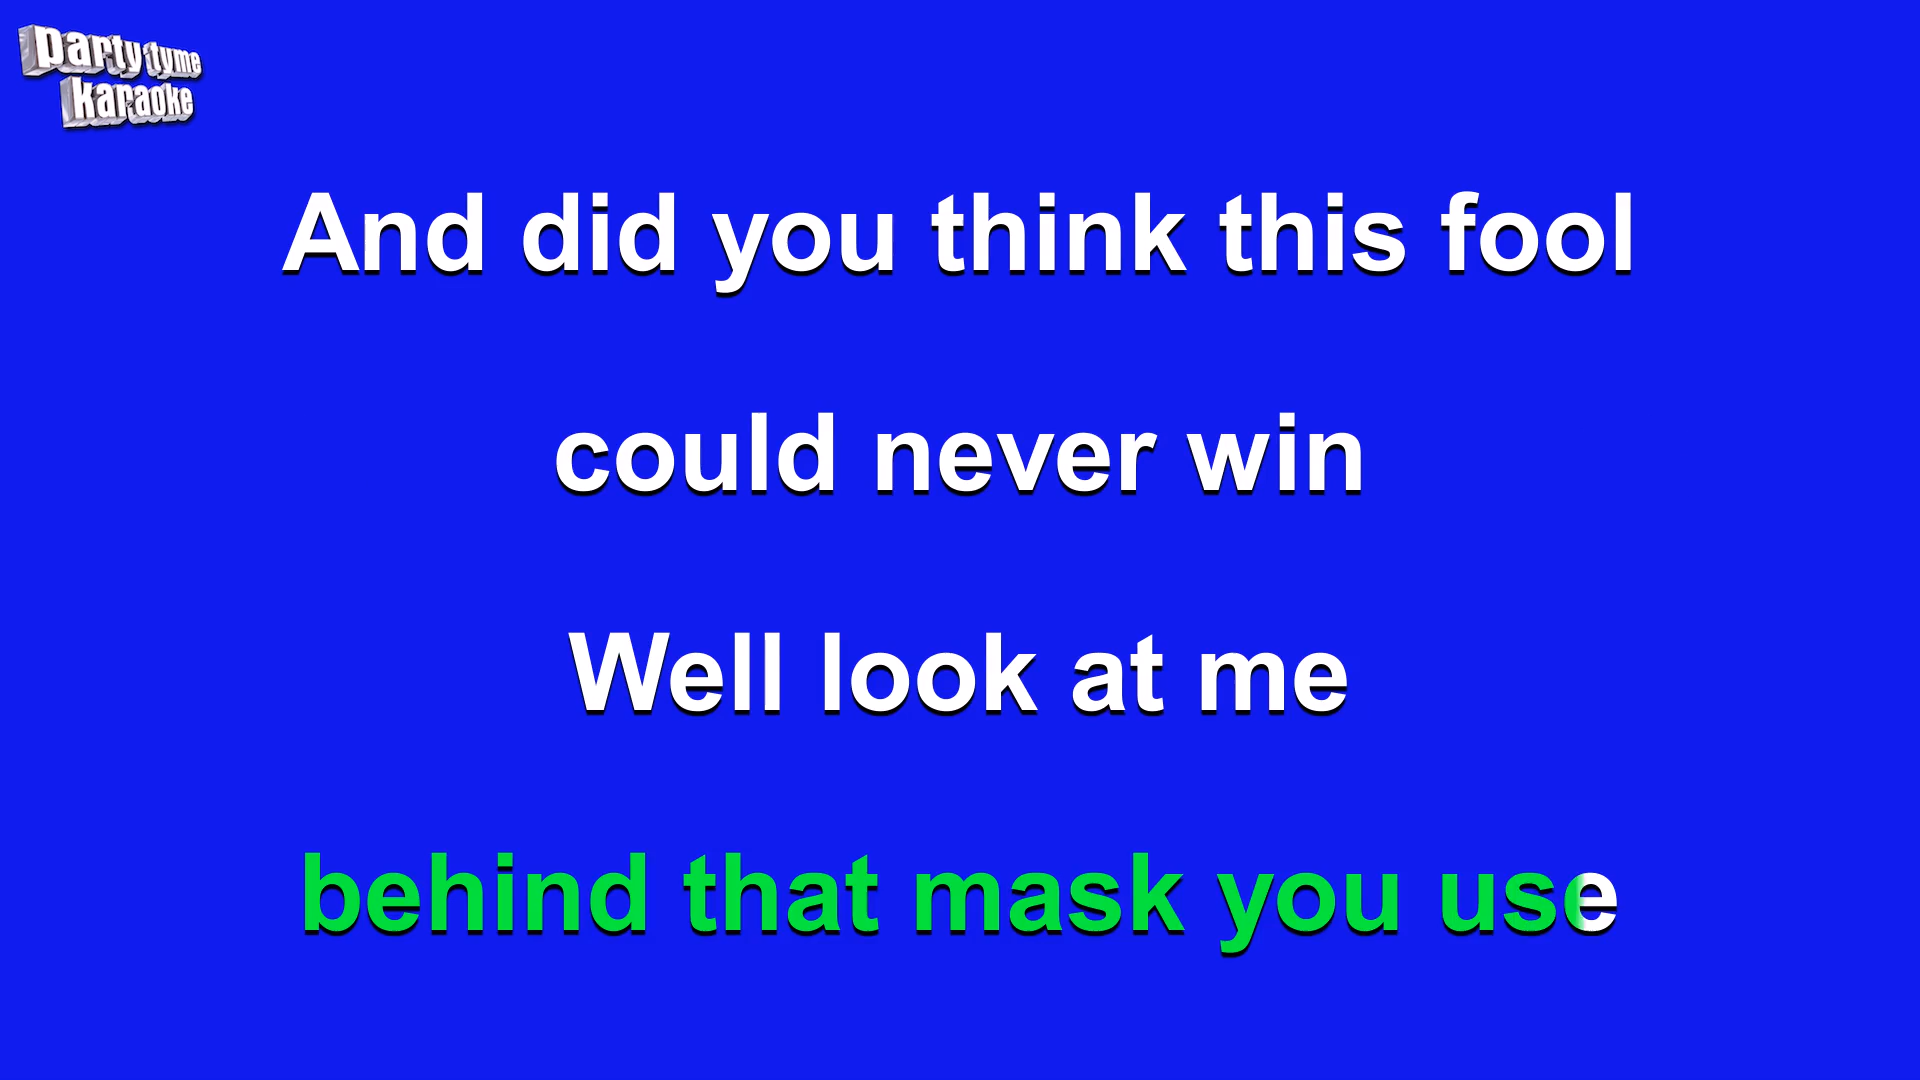 party tyme
karaoke
And did you think this fool
could never win
Well look at me
behind that mask you use